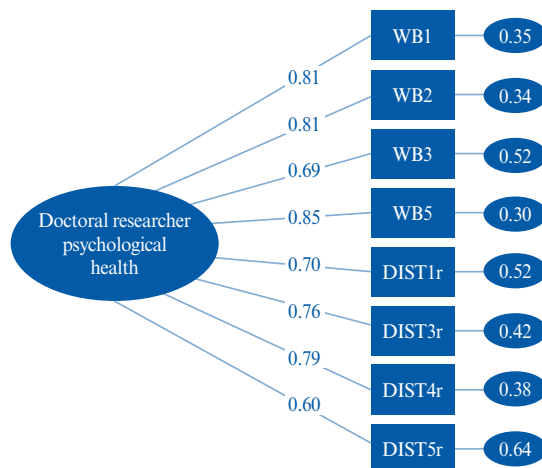 WB1
0.35
0.81
WB2
0.34
0.81
WB3
0.52
0.69
Doctoral researcher
psychological
health
WB5
0.30
0.85
DIST1r
0.52
0.70
DIST3r
0.42
0.76
DIST4r
0.38
0.79
DIST5r
0.64
0.60